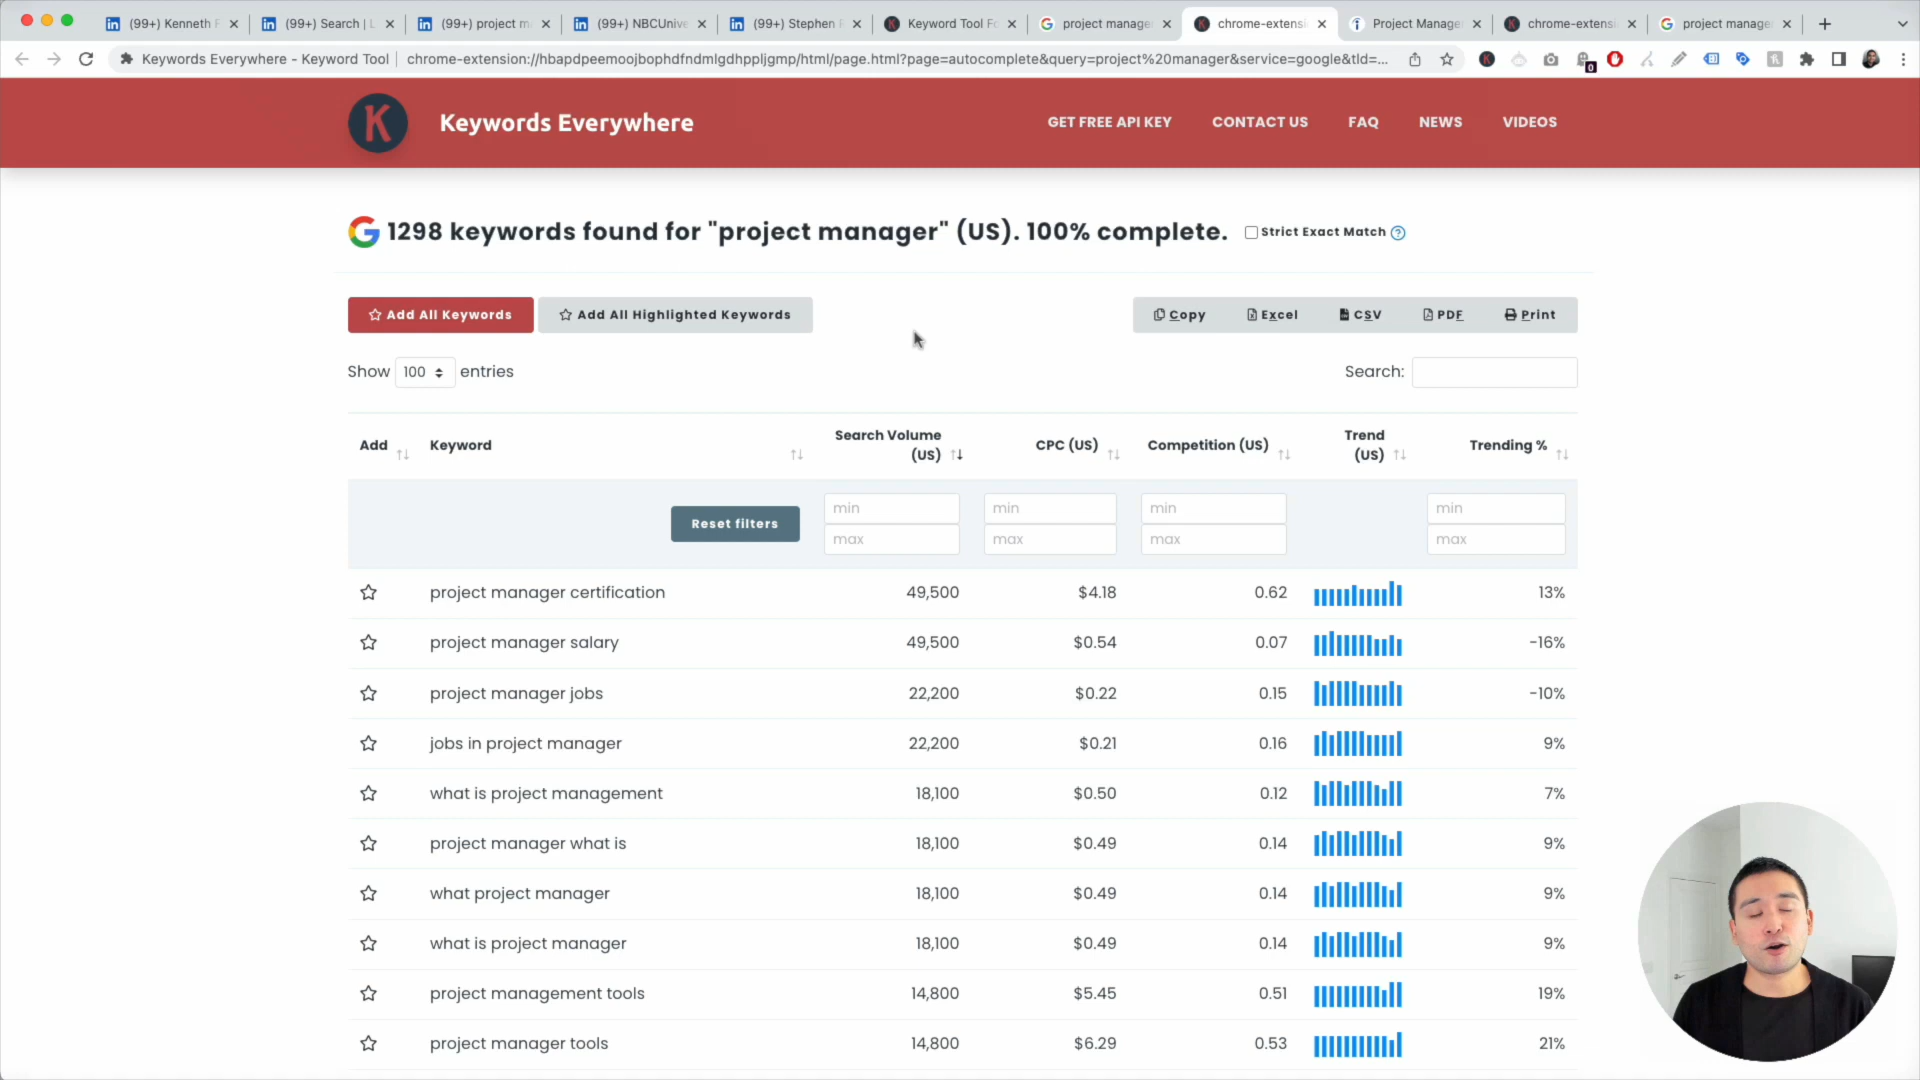 (99+) Kenneth F
(99+) Search | L
(99+) project m
(99+) NBCUnive
(99+) Stephen F
Keyword Tool Fo
project manage
chrome-extensi
Project Manage
chrome-extensi
project manage
Keywords Everywhere - Keyword Tool
chrome-extension://hbapdpeemoojbophdfndmlgdhppljgmp/html/page.html?page=autocomplete&query=project%20manager&service=google&tld=...
0
K
Keywords Everywhere
GET FREE API KEY
CONTACT US
FAQ
NEWS
VIDEOS
1298 keywords found for "project manager" (US). 100% complete.
Strict Exact Match ?
Add All Keywords
Add All Highlighted Keywords
Copy
Excel
CSV
PDF
Print
Show 100 entries
Search:
Add
Keyword
Search Volume
(US)
CPC (US)
Competition (US)
Trend
(US)
Trending %
Reset filters
min min min min
max max max max
project manager certification 49,500 $4.18 0.62 13%
project manager salary 49,500 $0.54 0.07 -16%
project manager jobs 22,200 $0.22 0.15 -10%
jobs in project manager 22,200 $0.21 0.16 9%
what is project management 18,100 $0.50 0.12 7%
project manager what is 18,100 $0.49 0.14 9%
what project manager 18,100 $0.49 0.14 9%
what is project manager 18,100 $0.49 0.14 9%
project management tools 14,800 $5.45 0.51 19%
project manager tools 14,800 $6.29 0.53 21%